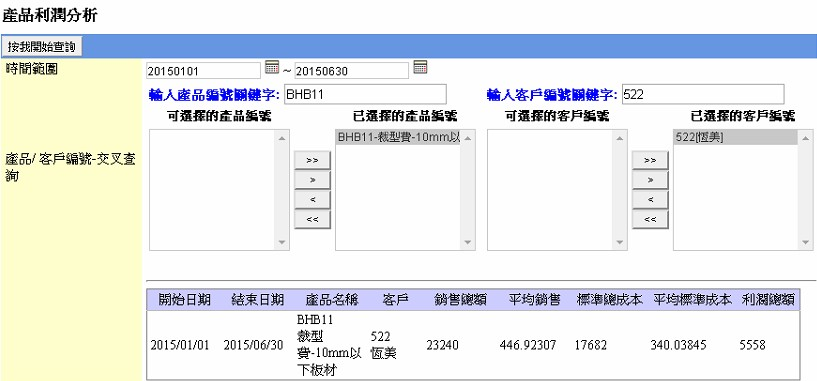 產品利潤分析
按我開始查詢
時間範圍 20150101 ~ 20150630
輸入產品編號關鍵字: BHB11 輸入客戶編號關鍵字: 522
可選擇的產品編號 已選擇的產品編號 可選擇的客戶編號 已選擇的客戶編號
BHB11-裁型費-10mm以 522[恆美]
產品/ 客戶編號-交叉查
詢
>> >>
> >
< <
<< <<
開始日期 結束日期 產品名稱 客戶 銷售總額 平均銷售 標準總成本 平均標準成本 利潤總額
2015/01/01 2015/06/30 BHB11
裁型
費-10mm以
下板材 522
恆美 23240 446.92307 17682 340.03845 5558